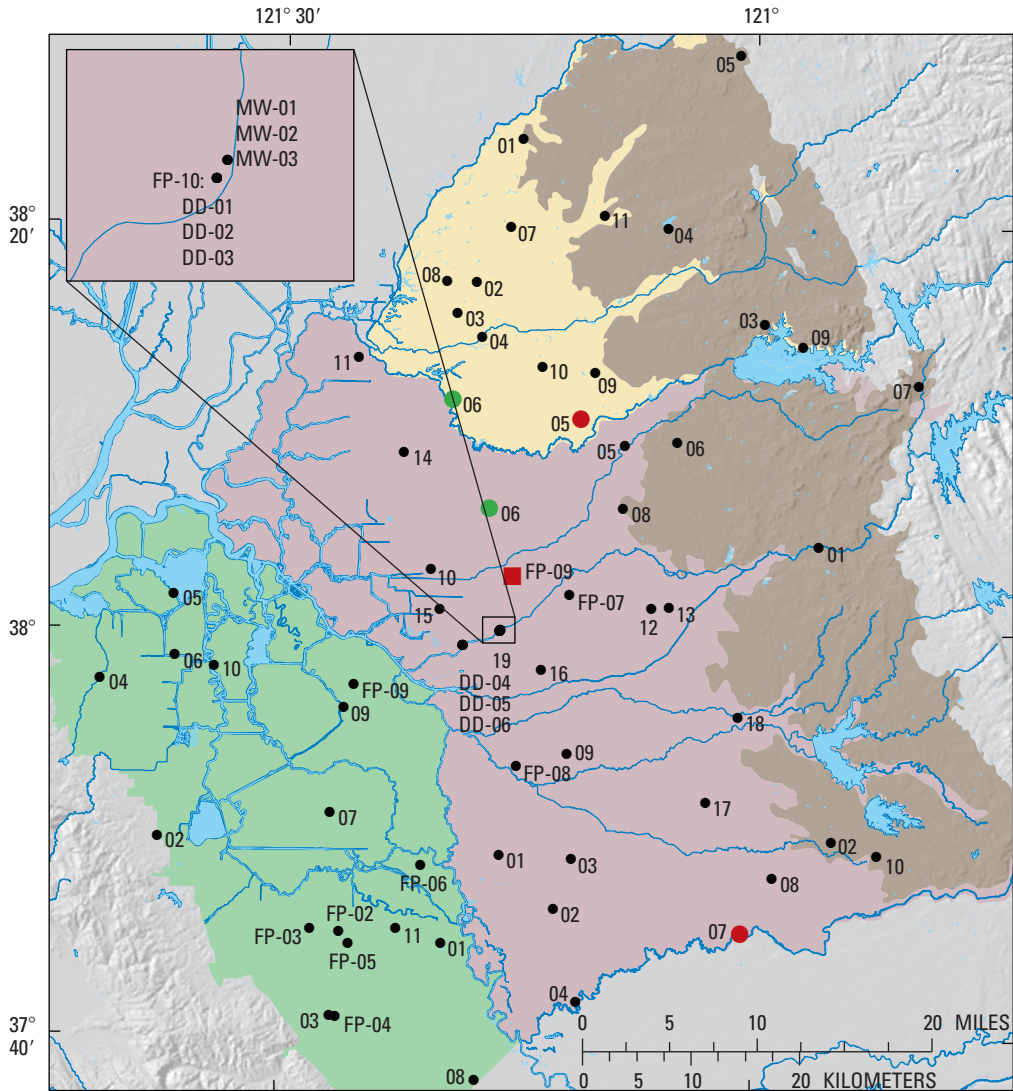 121° 30′
121°
MW-01
MW-02
MW-03
FP-10:
DD-01
DD-02
DD-03
05
01
38°
20′
11
04
07
08
02
03
04
03
09
11
10
09
07
06
05
05
06
14
06
08
01
10
FP-09
05
FP-07
15
12
13
38°
06
10
19
16
DD-04
DD-05
DD-06
04
FP-09
09
18
09
FP-08
07
17
02
01
03
02
10
FP-06
08
02
FP-02
FP-03
11
01
07
FP-05
04
03
FP-04
37°
40′
0 5 10 20 MILES
08
0 5 10 20 KILOMETERS